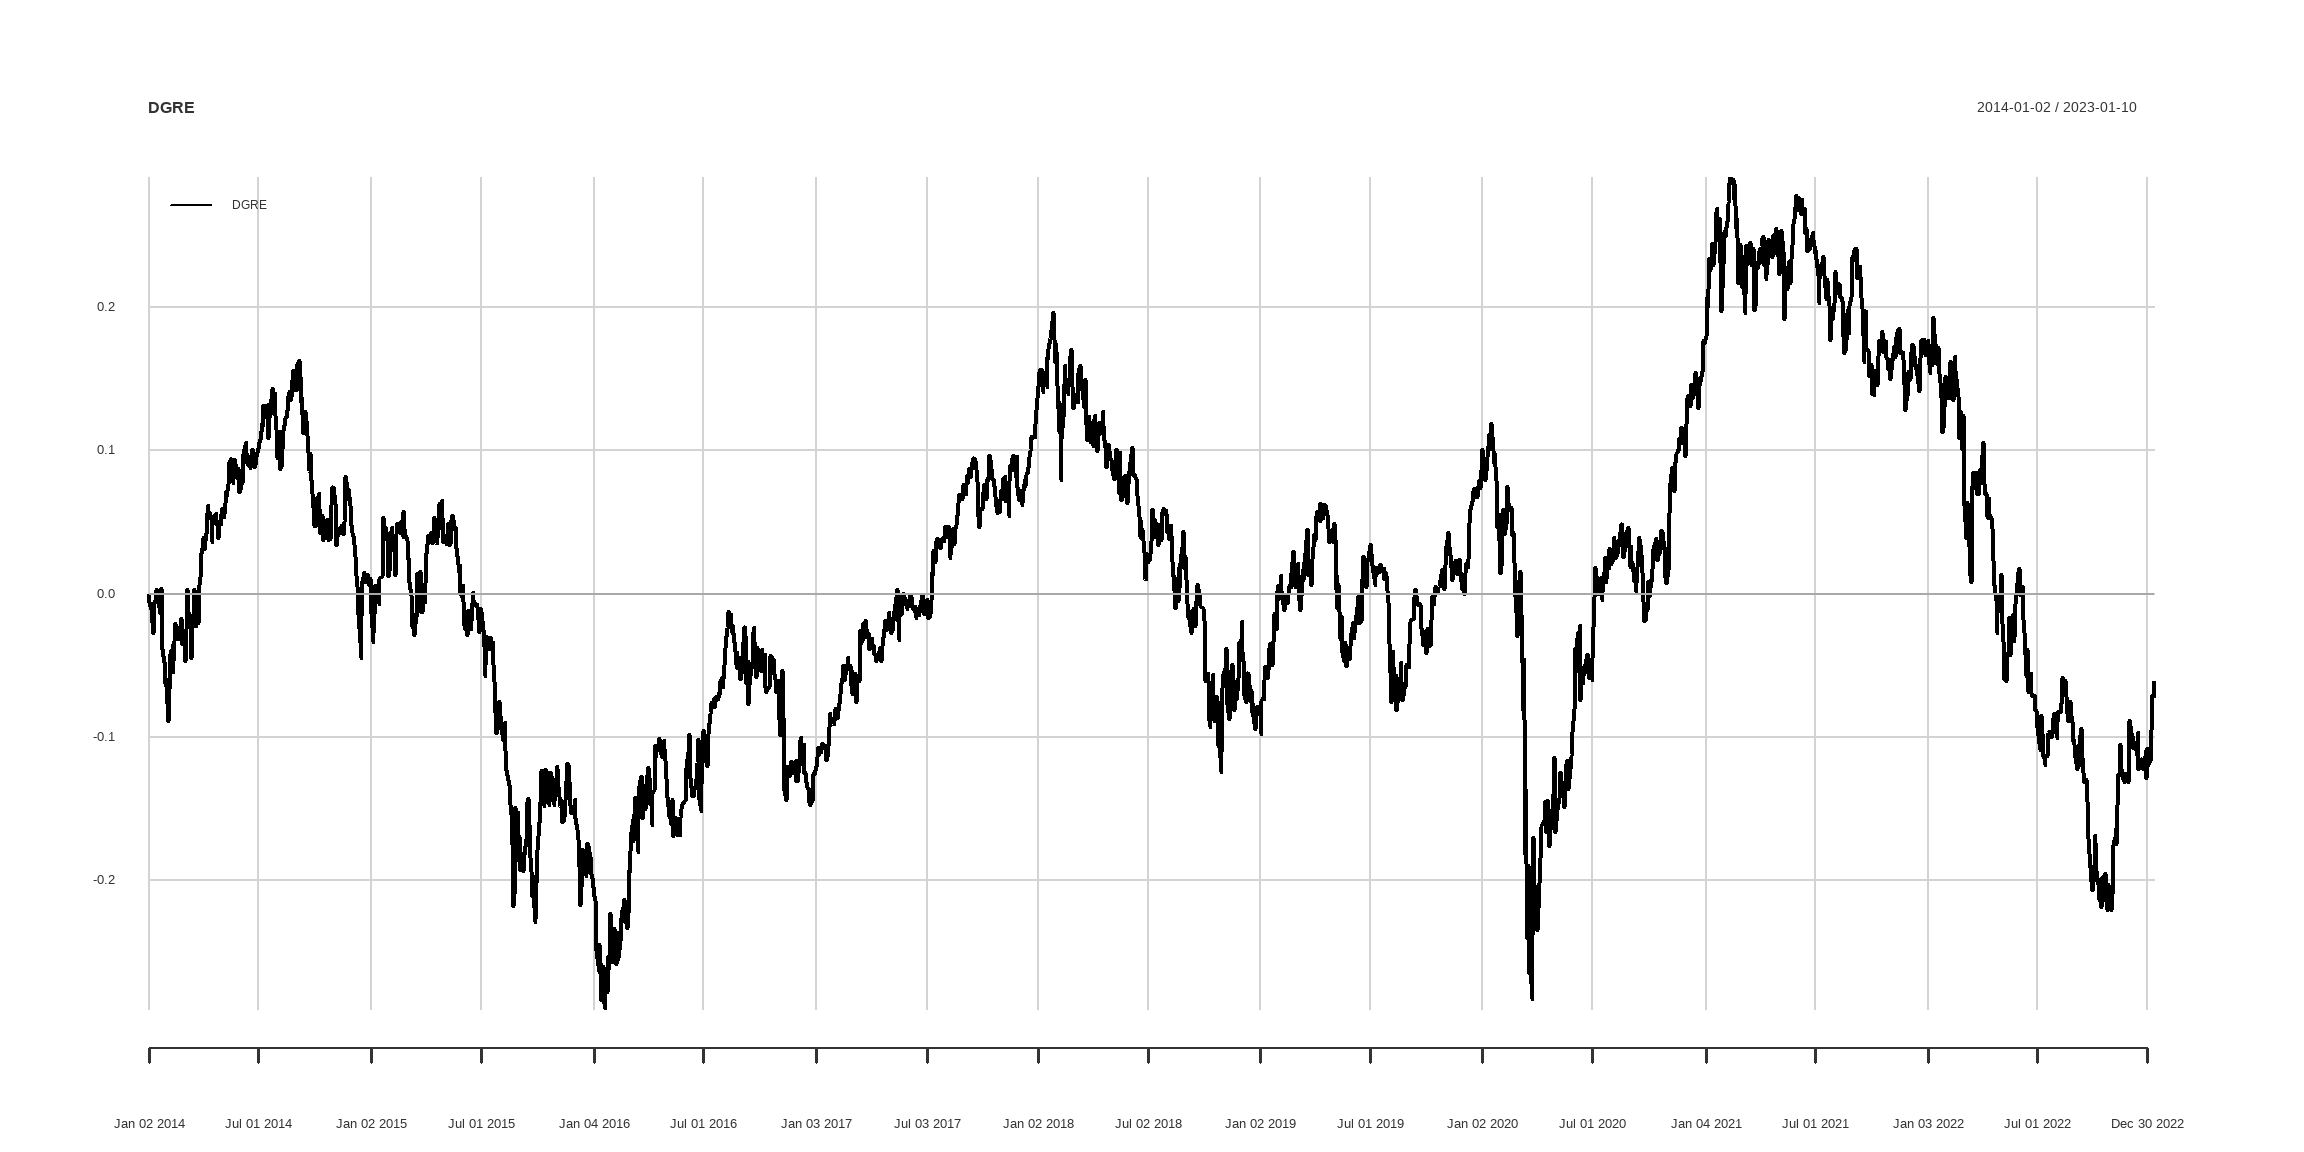 DGRE
2014-01-02 / 2023-01-10
DGRE
0.2
0.1
0.0
-0.1
-0.2
Jan 02 2014
Jul 01 2014
Jan 02 2015
Jul 01 2015
Jan 04 2016
Jul 01 2016
Jan 03 2017
Jul 03 2017
Jan 02 2018
Jul 02 2018
Jan 02 2019
Jul 01 2019
Jan 02 2020
Jul 01 2020
Jan 04 2021
Jul 01 2021
Jan 03 2022
Jul 01 2022
Dec 30 2022